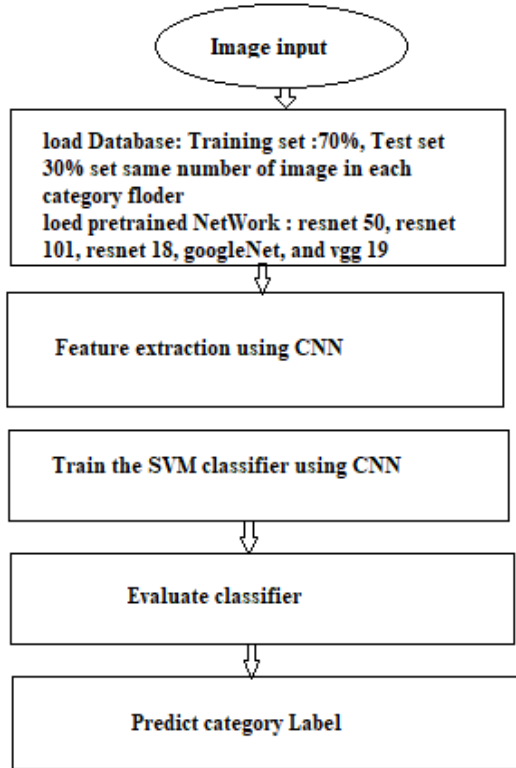 Image input
load Database: Training set :70%, Test set
30% set same number of image in each
category floder
loed pretrained NetWork : resnet 50, resnet
101, resnet 18, googleNet, and vgg 19
Feature extraction using CNN
Train the SVM classifier using CNN
Evaluate classifier
Predict category Label